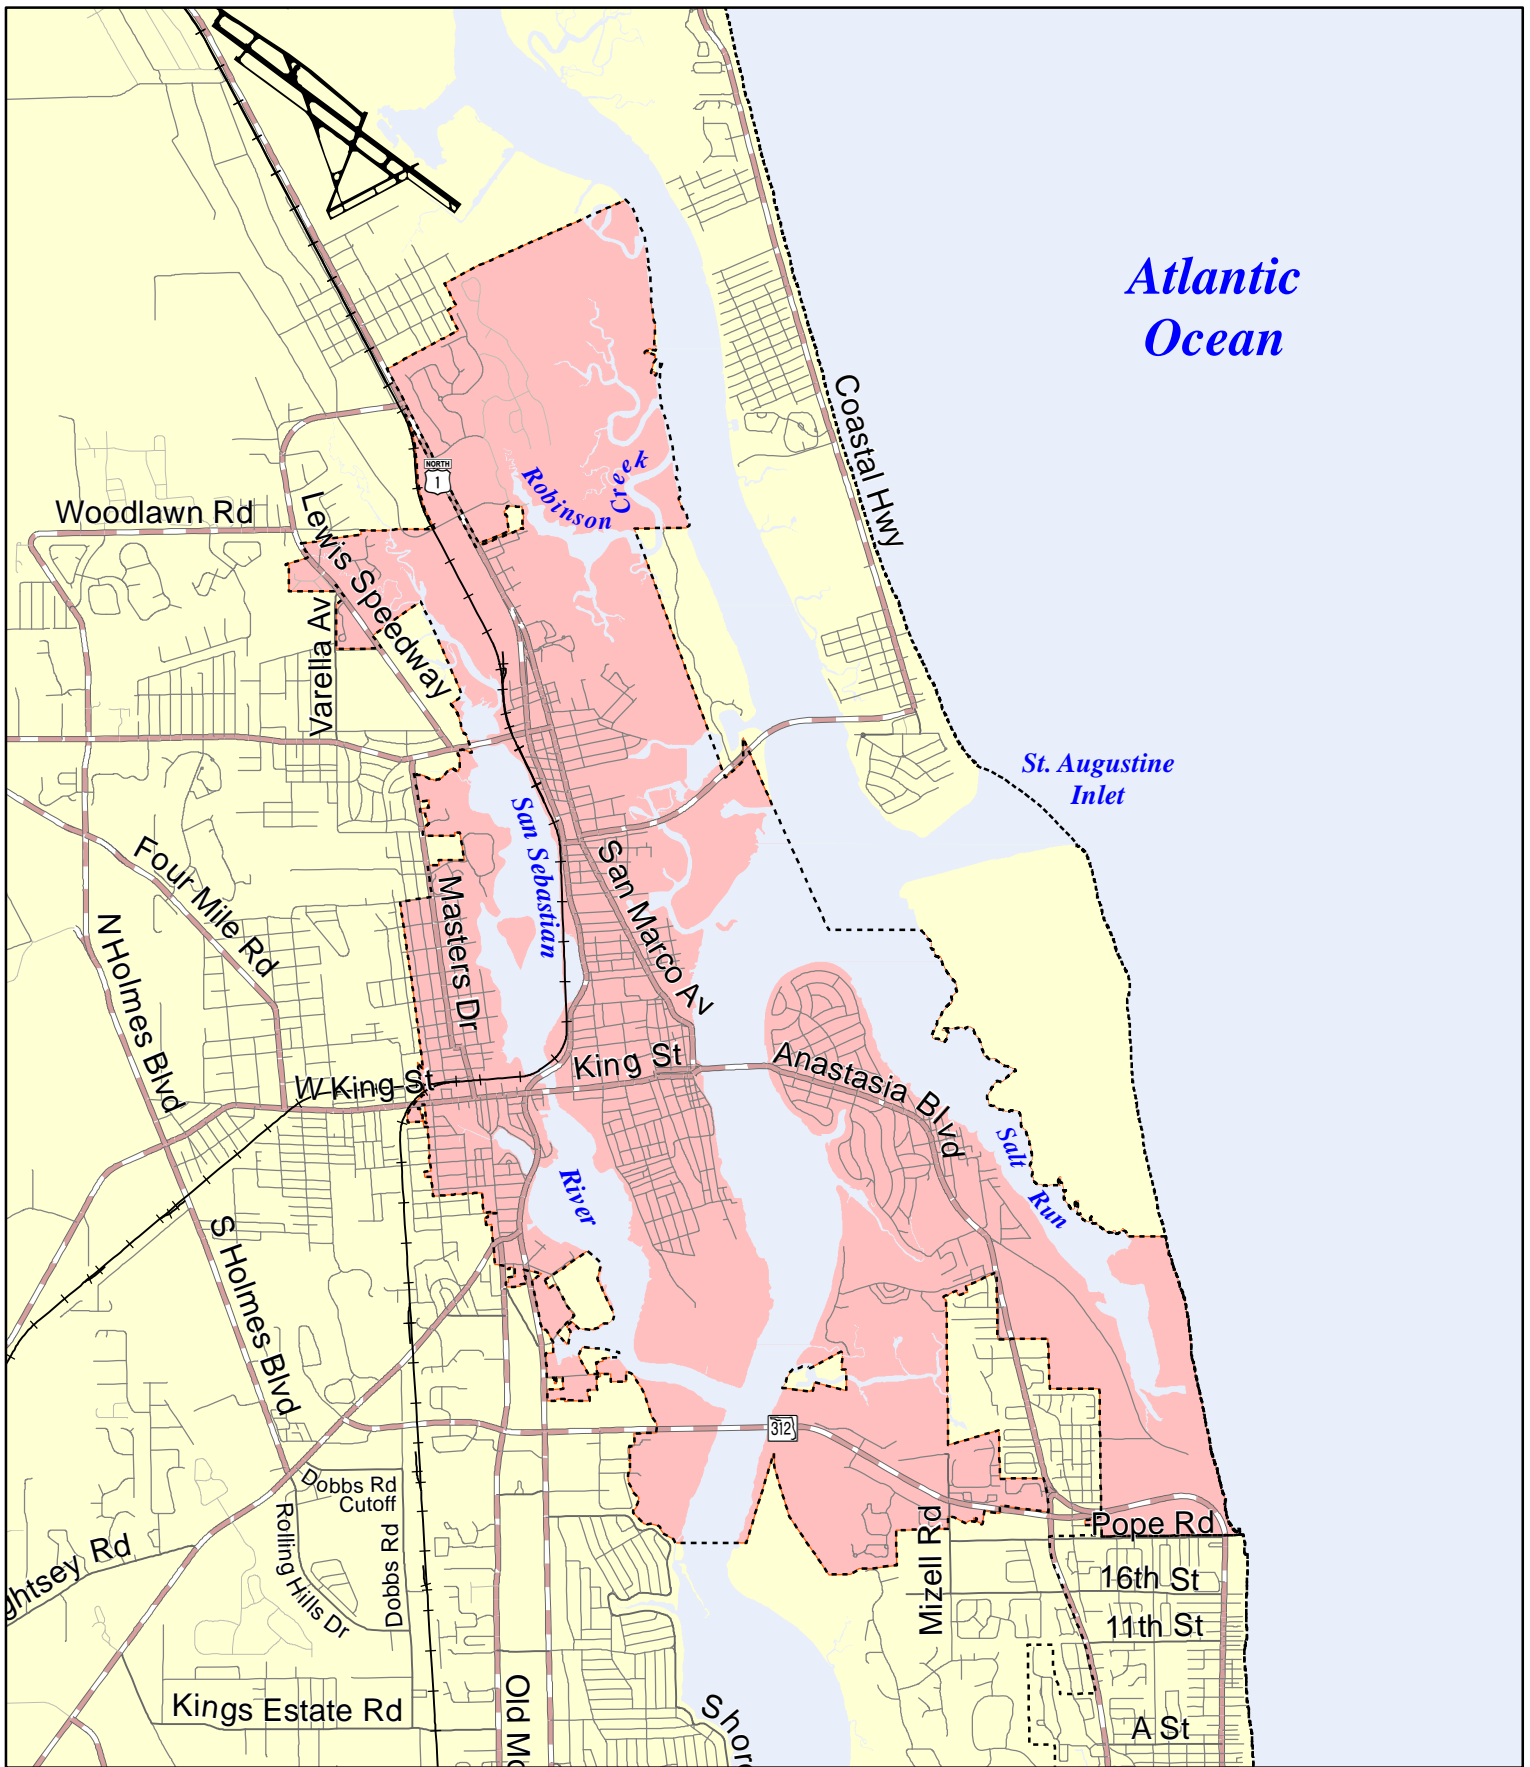 Atlantic
Ocean
Coastal Hwy
NORTH
1
Robinson
Creek
Woodlawn Rd
Lewis Speedway
Varella Av
St. Augustine
Inlet
San Sebastian
San Marco Av
Four Mile Rd
Masters Dr
N Holmes Blvd
King St
W King St
Anastasia Blvd
Salt
Run
River
S Holmes Blvd
312
Dobbs Rd
Cutoff
Rolling Hills Dr
Dobbs Rd
ghtsey Rd
Mizell Rd
Pope Rd
16th St
11th St
Kings Estate Rd
Old Mo
Shor
A St